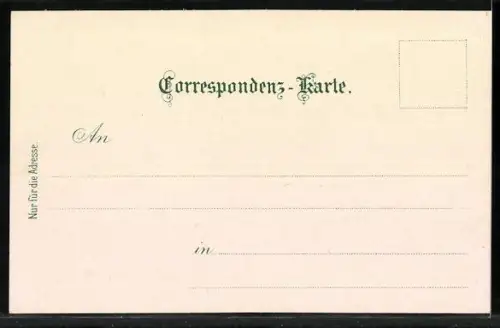 Correspondenz-Karte.
An
in
Nur für die Adresse.